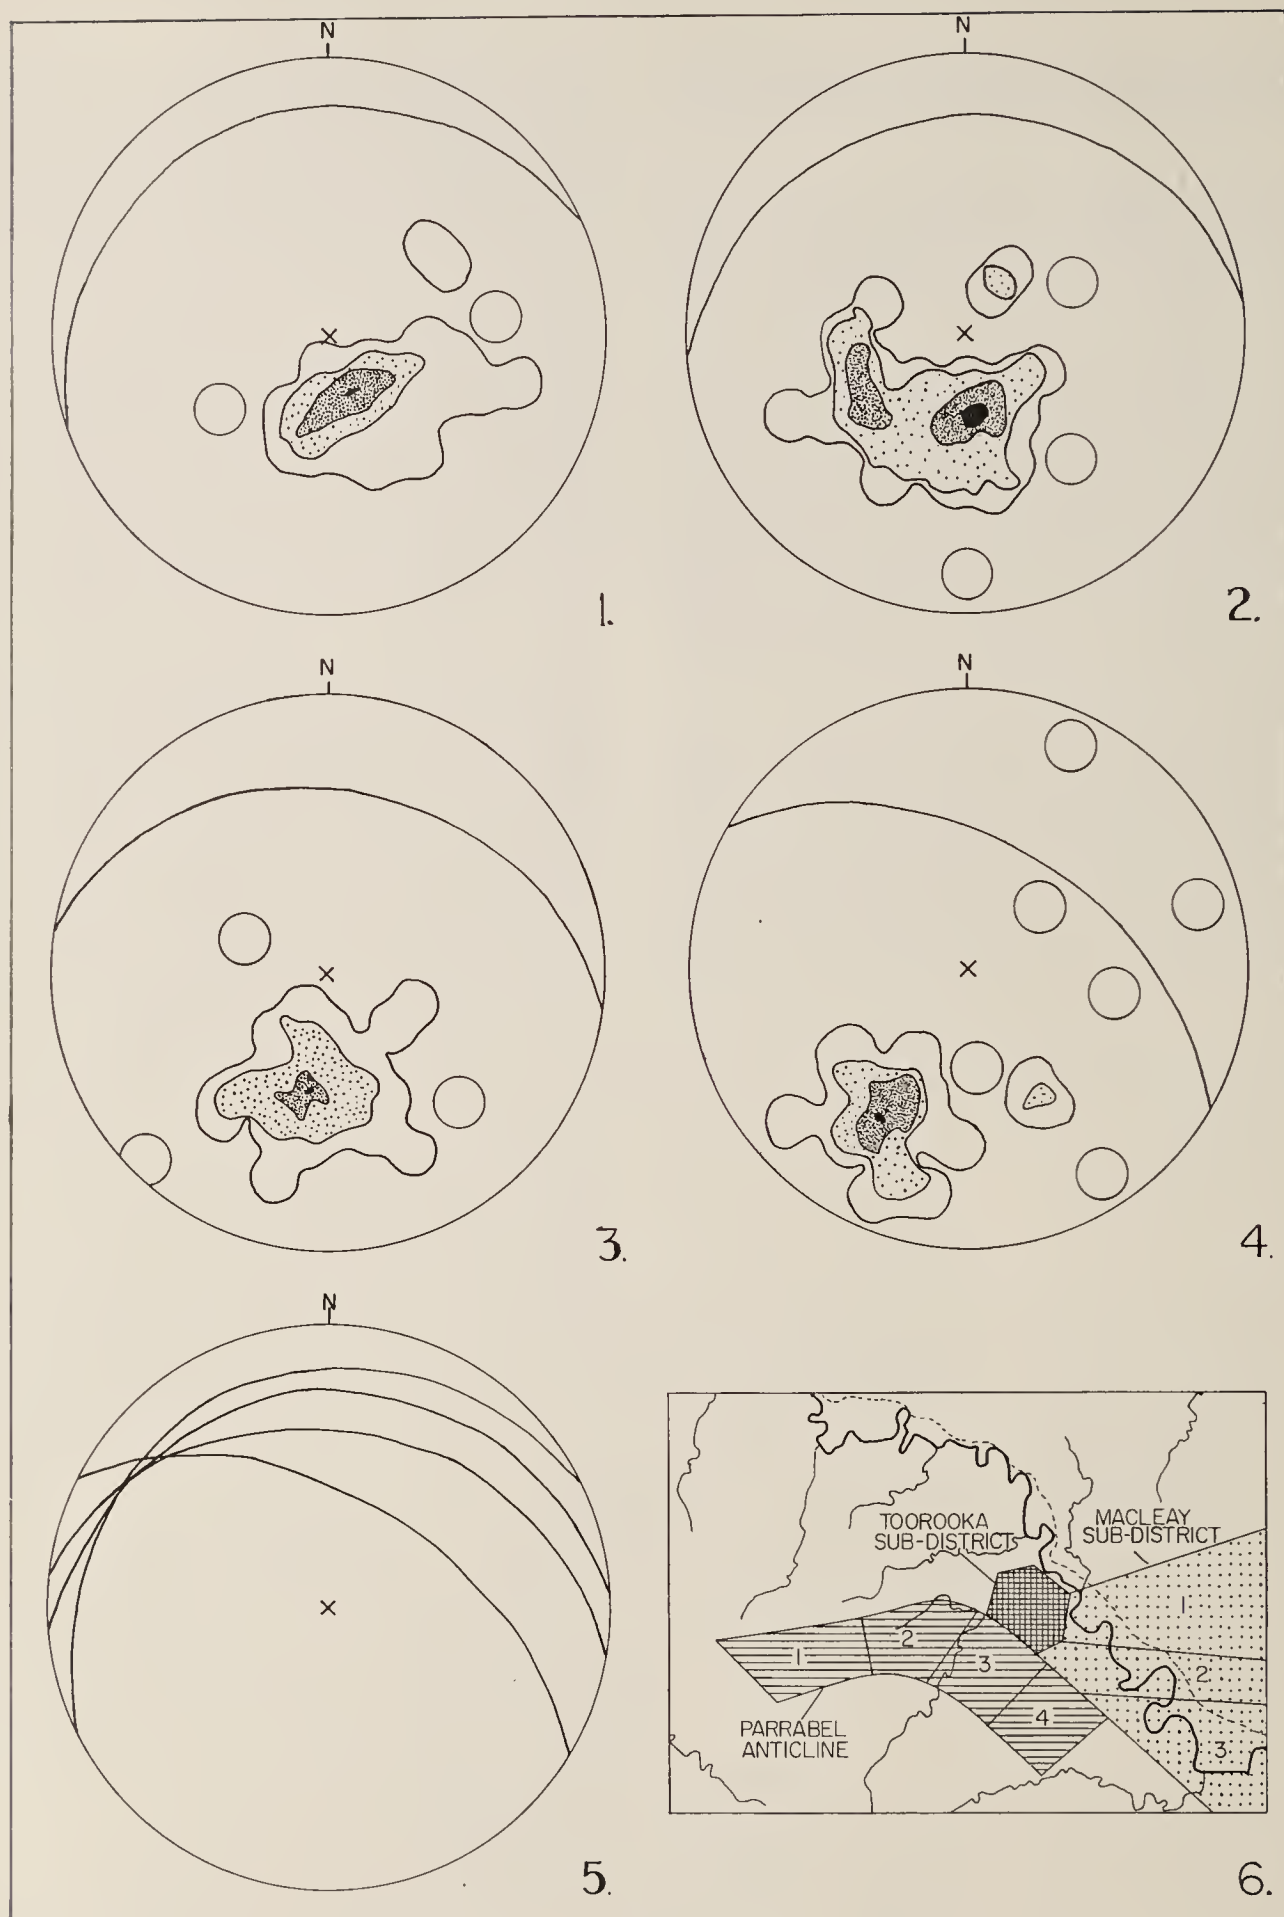 N
N
1.
2.
N
N
3.
4.
N
5.
TOOROOKA
SUB-DISTRICT
MACLEAY
SUB-DISTRICT
1
2
3
4
1
2
3
PARRABEL
ANTICLINE
6.